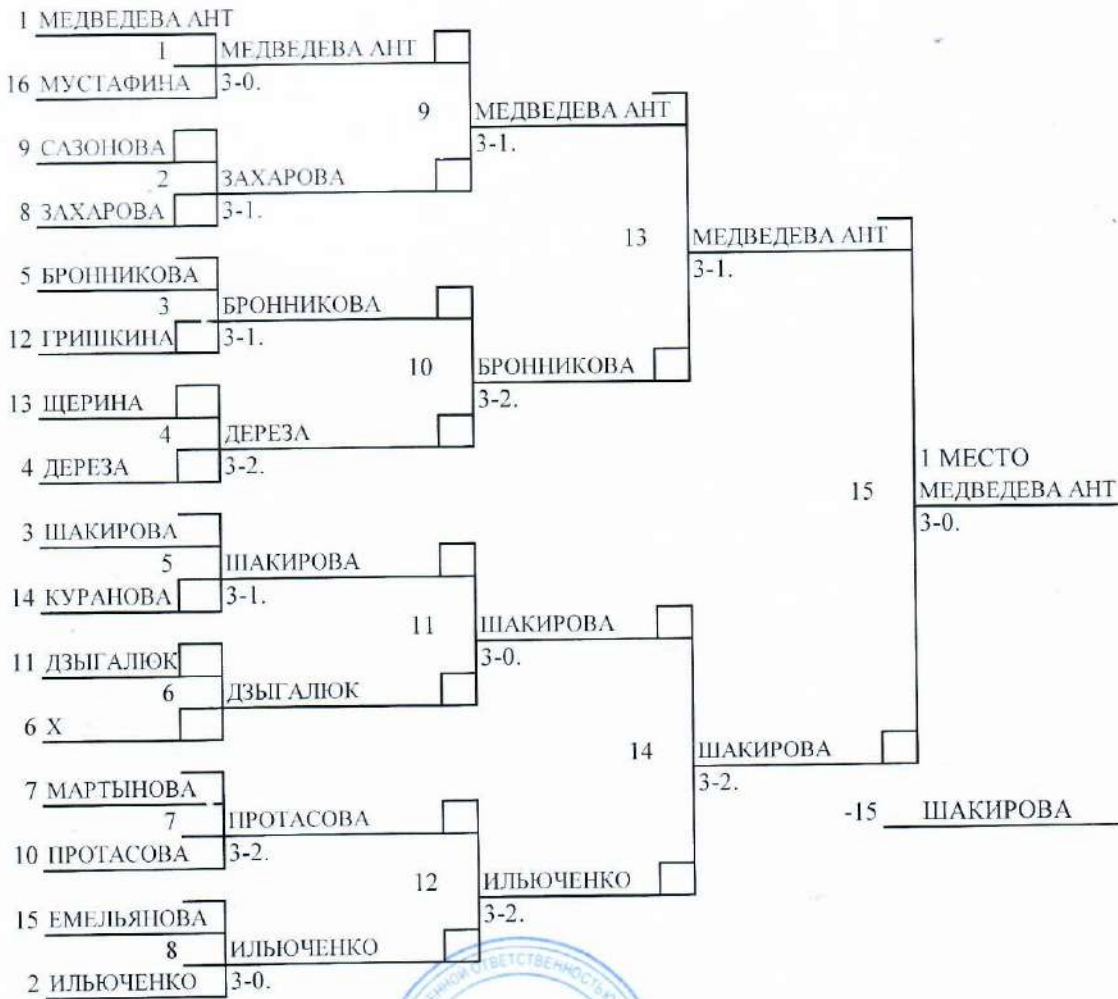 1 МЕДВЕДЕВА АНТ
1 МЕДВЕДЕВА АНТ
16 МУСТАФИНА 3-0.
9 МЕДВЕДЕВА АНТ
3-1.
9 САЗОНОВА
2 ЗАХАРОВА
8 ЗАХАРОВА 3-1.
13 МЕДВЕДЕВА АНТ
3-1.
5 БРОННИКОВА
3 БРОННИКОВА
12 ГРИШКИНА 3-1.
10 БРОННИКОВА
3-2.
13 ЩЕРИНА
4 ДЕРЕЗА
4 ДЕРЕЗА 3-2.
1 МЕСТО
15 МЕДВЕДЕВА АНТ
3-0.
3 ШАКИРОВА
5 ШАКИРОВА
14 КУРАНОВА 3-1.
11 ШАКИРОВА
3-0.
11 ДЗЫГАЛЮК
6 ДЗЫГАЛЮК
6 Х
14 ШАКИРОВА
3-2.
7 МАРТЫНОВА
7 ПРОТАСОВА
-15 ШАКИРОВА
10 ПРОТАСОВА 3-2.
12 ИЛЬЮЧЕНКО
3-2.
15 ЕМЕЛЬЯНОВА
8 ИЛЬЮЧЕНКО
2 ИЛЬЮЧЕНКО 3-0.
ОТВЕТСТВЕННОСТЬЮ